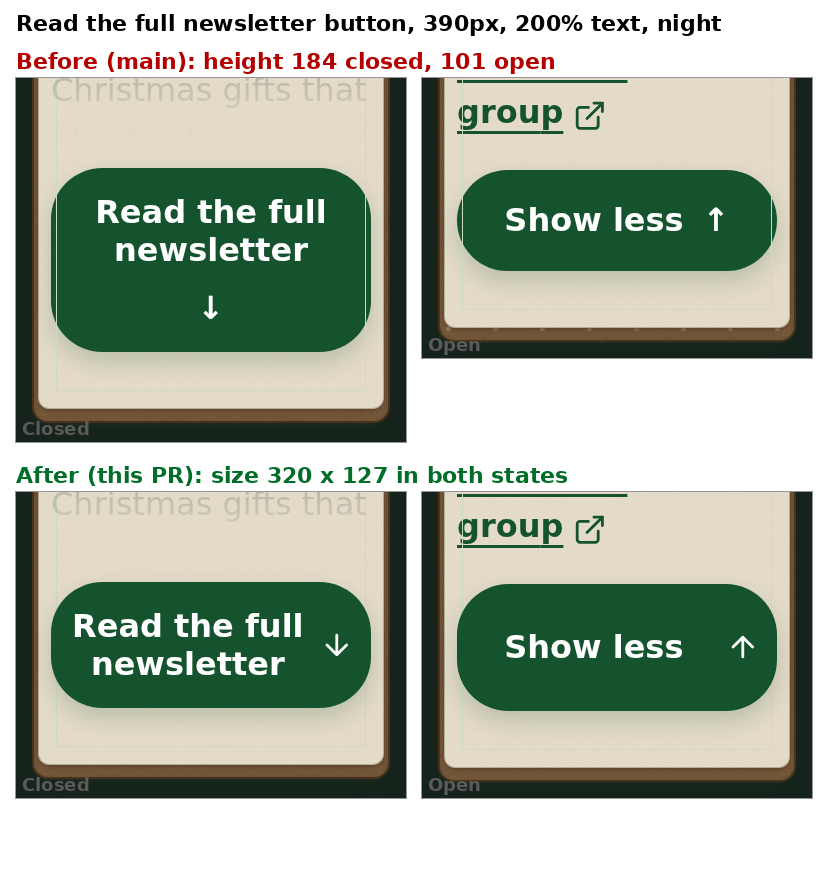 Read the full newsletter button, 390px, 200% text, night
Before (main): height 184 closed, 101 open
Christmas gifts that
Read the full
newsletter
↓
Closed
group
Show less ↑
Open
After (this PR): size 320 x 127 in both states
Christmas gifts that
Read the full
newsletter ↓
Closed
group
Show less ↑
Open